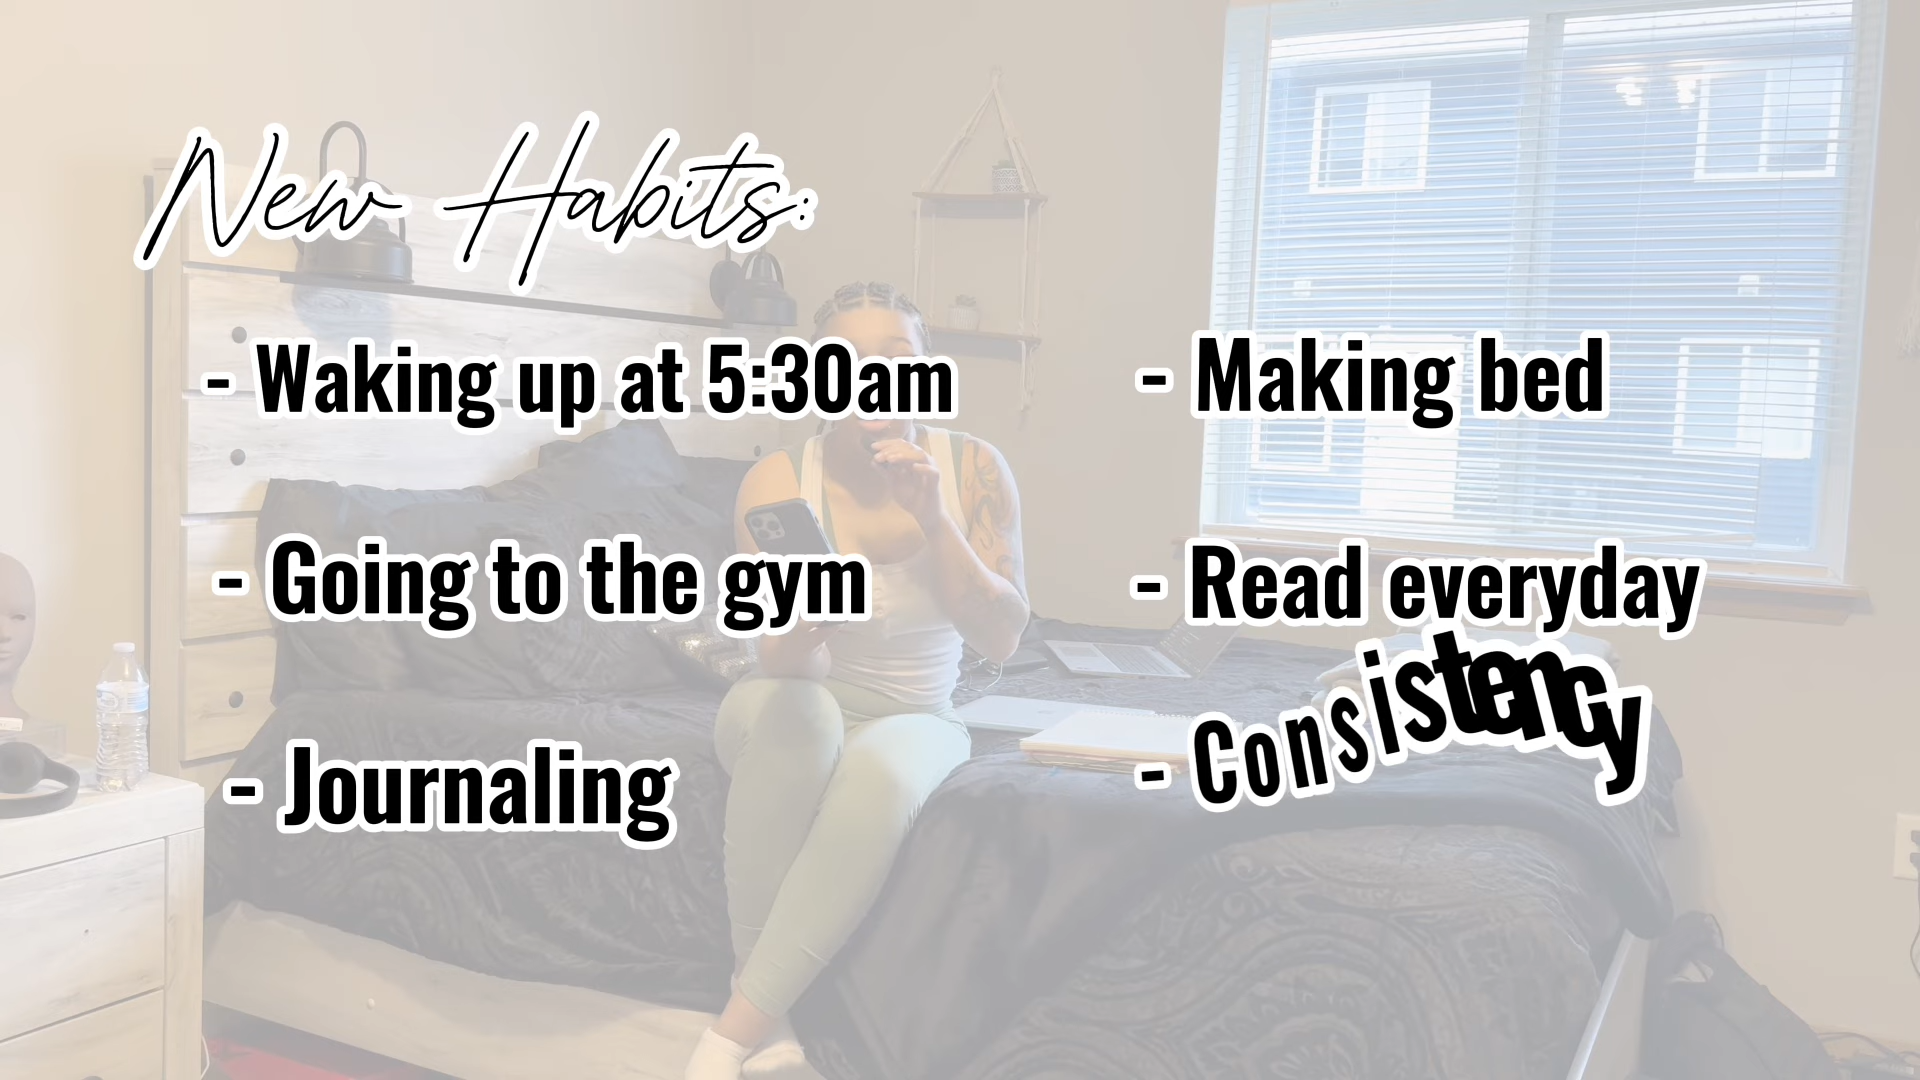 New Habits:
- Waking up at 5:30am
- Going to the gym
- Journaling
- Making bed
- Read everyday
- Consistency